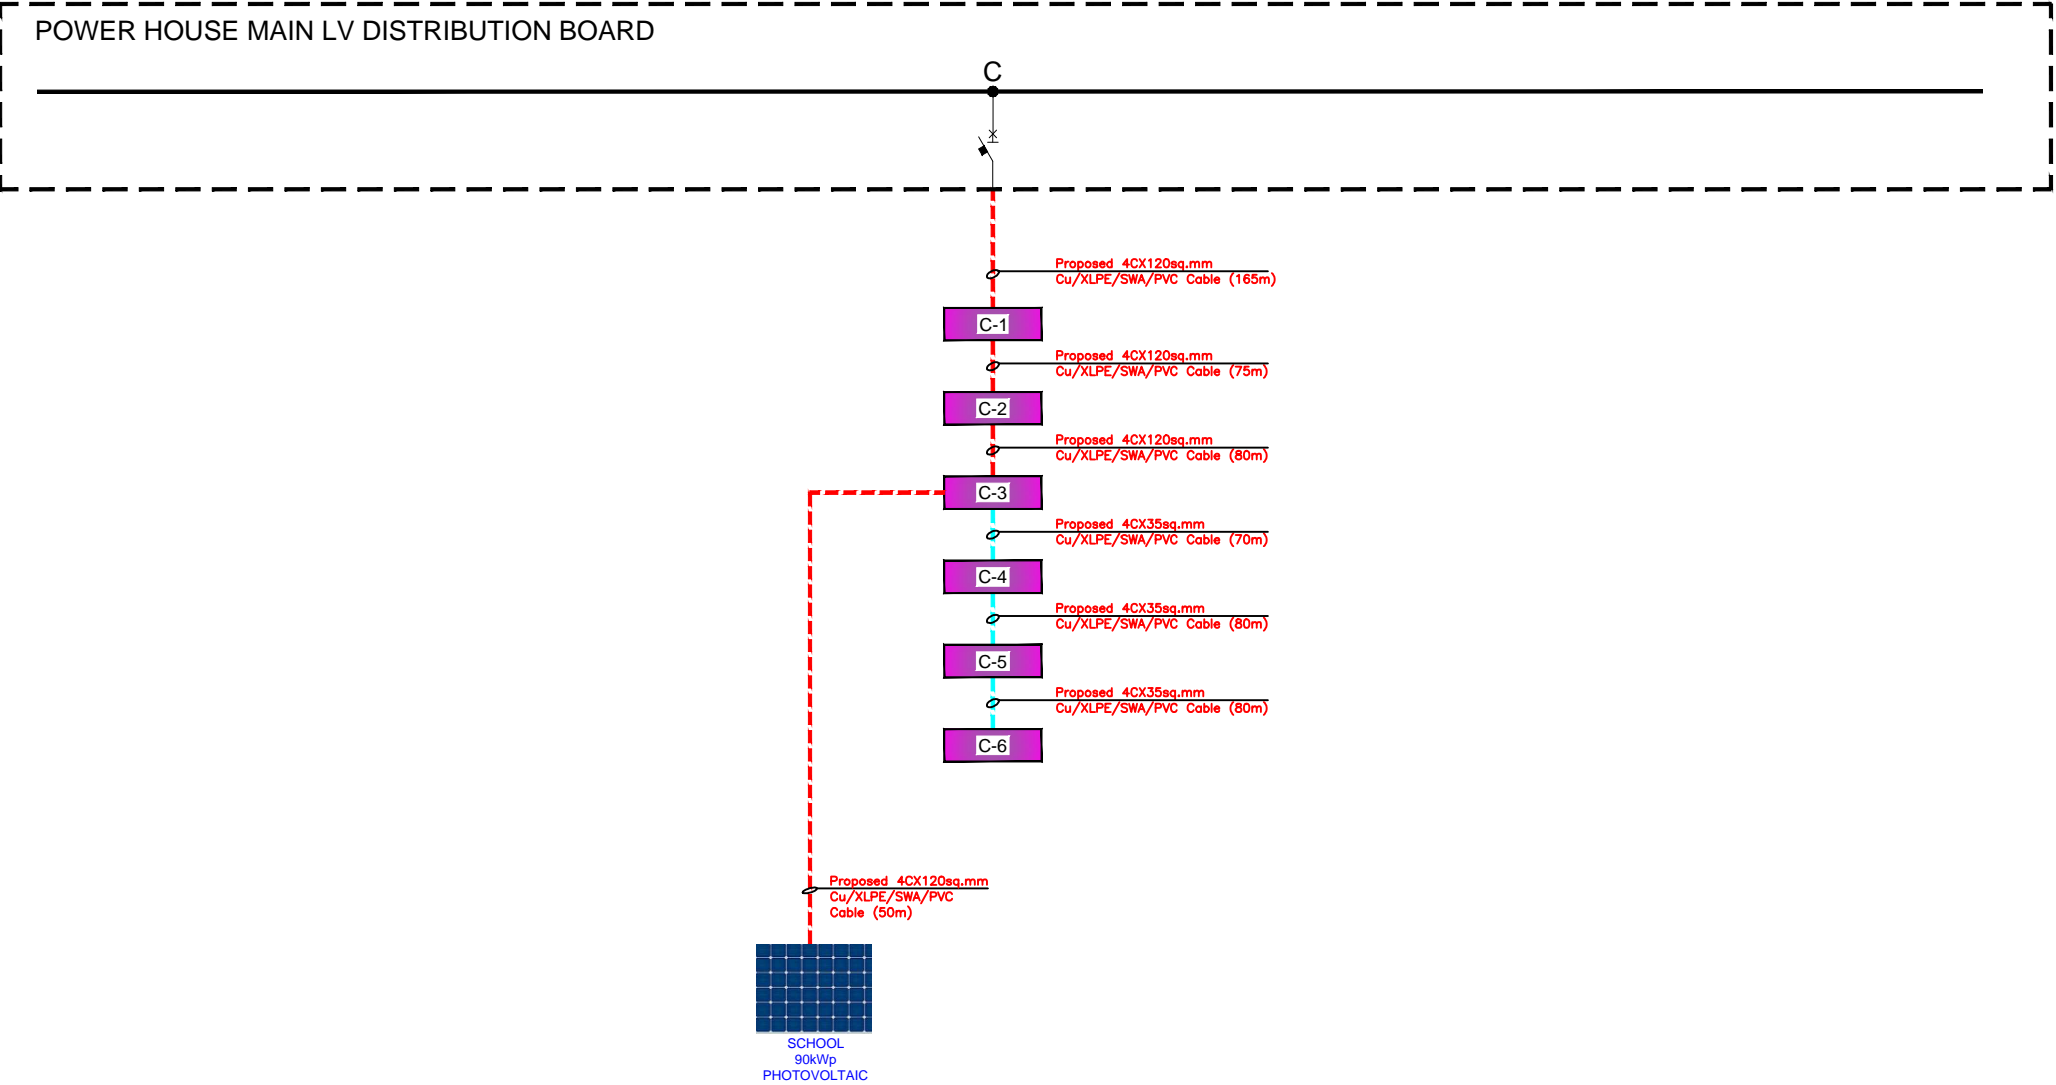 POWER HOUSE MAIN LV DISTRIBUTION BOARD
C
Proposed 4CX120sq.mm
Cu/XLPE/SWA/PVC Cable (165m)
C-1
Proposed 4CX120sq.mm
Cu/XLPE/SWA/PVC Cable (75m)
C-2
Proposed 4CX120sq.mm
Cu/XLPE/SWA/PVC Cable (80m)
C-3
Proposed 4CX35sq.mm
Cu/XLPE/SWA/PVC Cable (70m)
C-4
Proposed 4CX35sq.mm
Cu/XLPE/SWA/PVC Cable (80m)
C-5
Proposed 4CX35sq.mm
Cu/XLPE/SWA/PVC Cable (80m)
C-6
Proposed 4CX120sq.mm
Cu/XLPE/SWA/PVC
Cable (50m)
SCHOOL
90kWp
PHOTOVOLTAIC